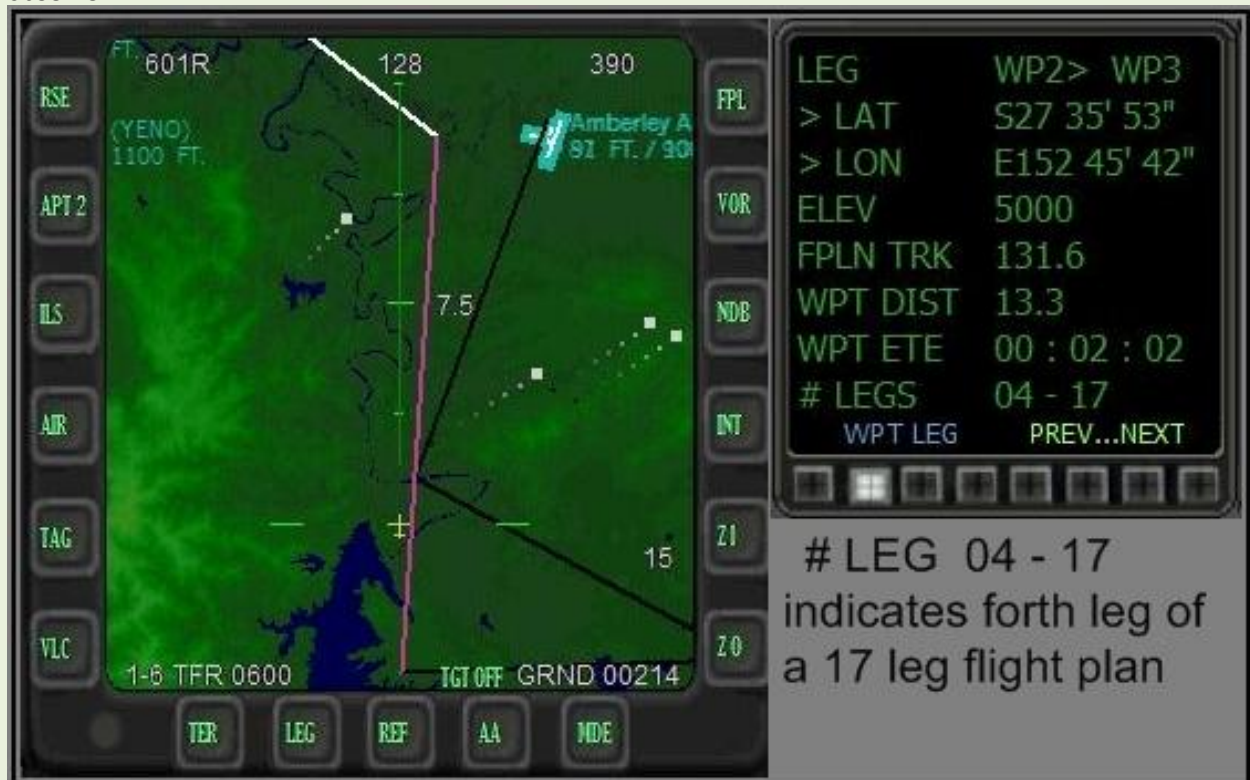 FT.
601R 128 390
RSE
FPL
(YENO)
1100 FT.
Amberley A
FT. /
APT 2
VOR
ILS
7.5
NDB
AIR
INT
TAG
15
Z I
VLC
Z O
1-6 TFR 0600 TGT OFF GRND 00214
TER LEG REF AA MDE
LEG WP2> WP3
> LAT S27 35' 53"
> LON E152 45' 42"
ELEV 5000
FPLN TRK 131.6
WPT DIST 13.3
WPT ETE 00 : 02 : 02
# LEGS 04 - 17
WPT LEG PREV...NEXT
# LEG 04 - 17
indicates forth leg of
a 17 leg flight plan